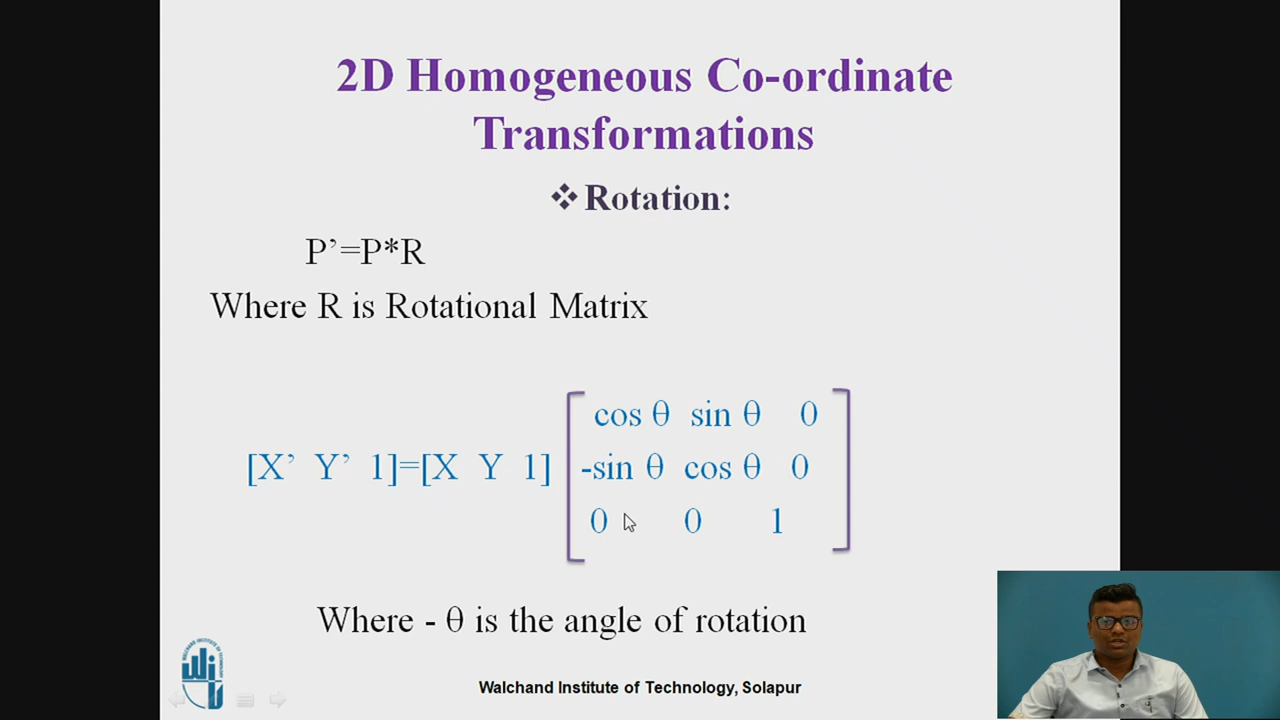 2D Homogeneous Co-ordinate
Transformations
❖ Rotation:
P’=P*R
Where R is Rotational Matrix
cos θ sin θ 0
[X’ Y’ 1]=[X Y 1] -sin θ cos θ 0
0 0 1
Where - θ is the angle of rotation
Walchand Institute of Technology, Solapur